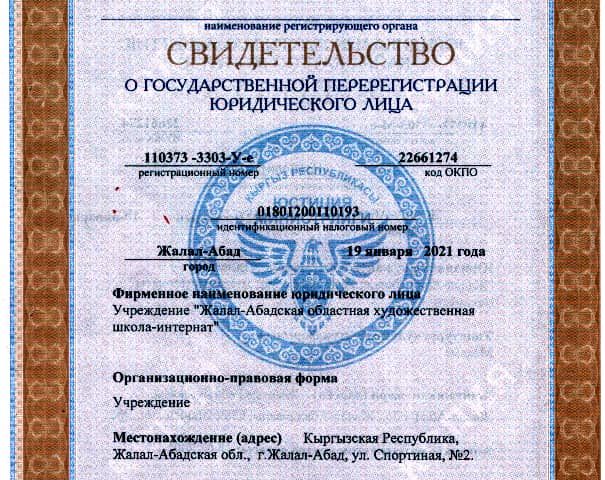 наименование регистрирующего органа
СВИДЕТЕЛЬСТВО
О ГОСУДАРСТВЕННОЙ ПЕРЕРЕГИСТРАЦИИ
ЮРИДИЧЕСКОГО ЛИЦА
110373 -3303-У-е 22661274
регистрационный номер код ОКПО
КЫРГЫЗ РЕСПУБЛИКАСЫ
ЮСТИЦИЯ
01801200110193
идентификационный налоговый номер
Жалал-Абад 19 января 2021 года
город
Фирменное наименование юридического лица
Учреждение "Жалал-Абадская областная художественная
школа-интернат"
Организационно-правовая форма
Учреждение
Местонахождение (адрес) Кыргызская Республика,
Жалал-Абадская обл., г.Жалал-Абад, ул. Спортиная, №2.